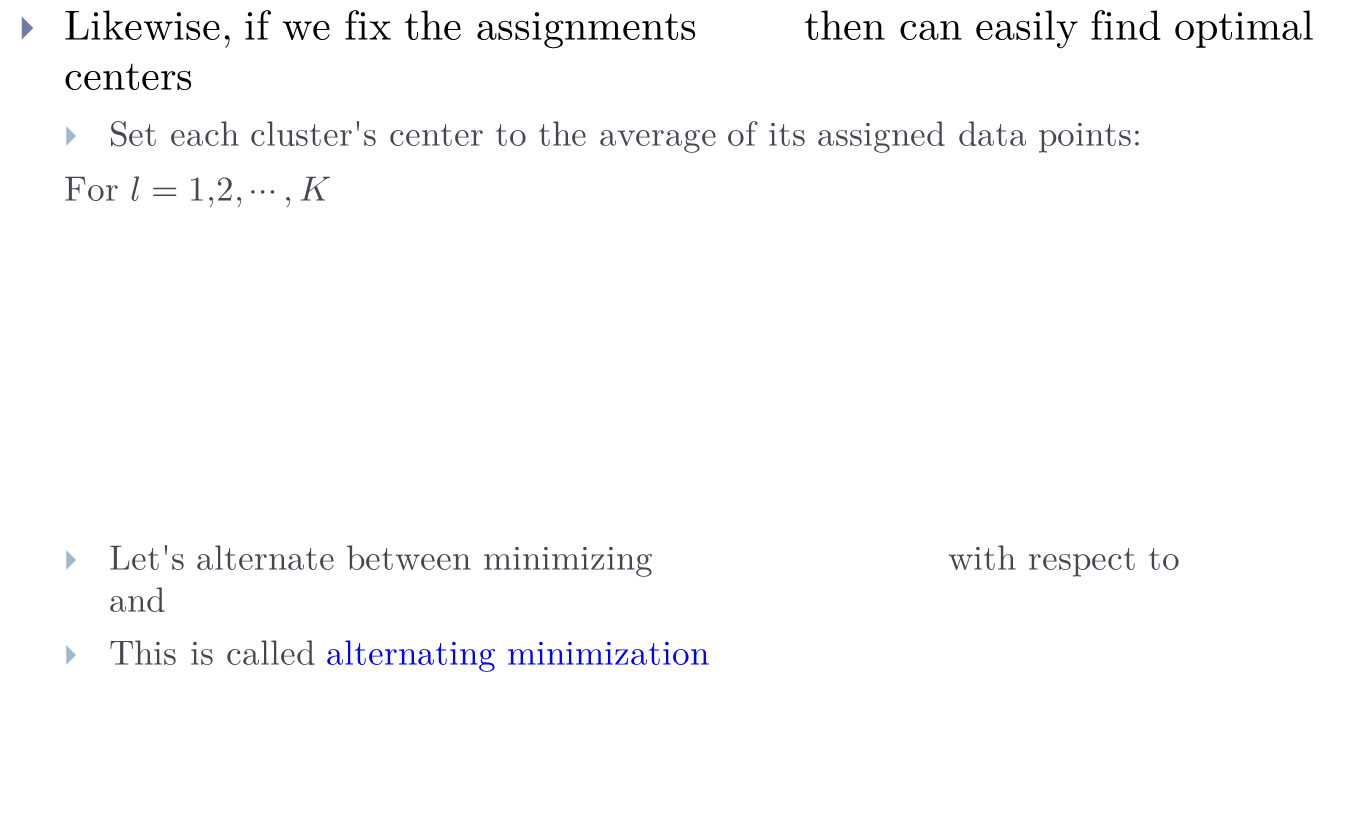 Likewise, if we fix the assignments then can easily find optimal
centers
Set each cluster's center to the average of its assigned data points:
For l = 1,2, ⋯ , K
Let's alternate between minimizing with respect to
and
This is called alternating minimization